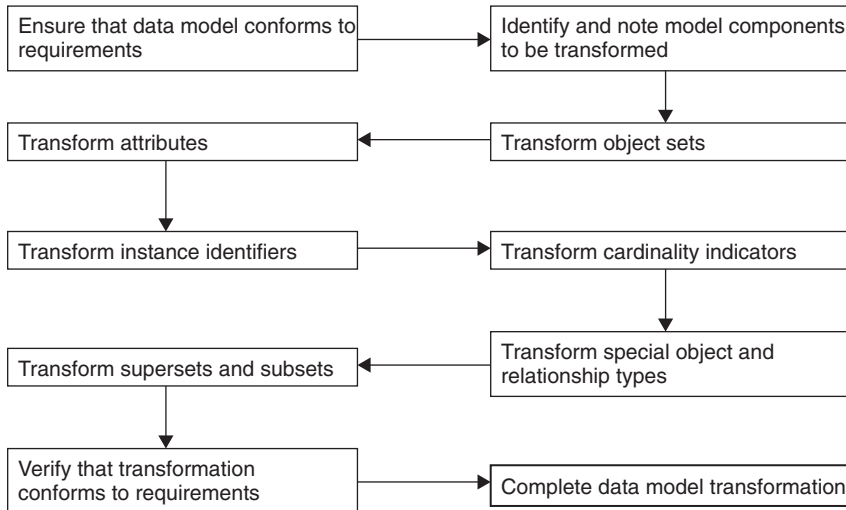 Ensure that data model conforms to
requirements
Identify and note model components
to be transformed
Transform object sets
Transform attributes
Transform instance identifiers
Transform cardinality indicators
Transform special object and
relationship types
Transform supersets and subsets
Verify that transformation
conforms to requirements
Complete data model transformation